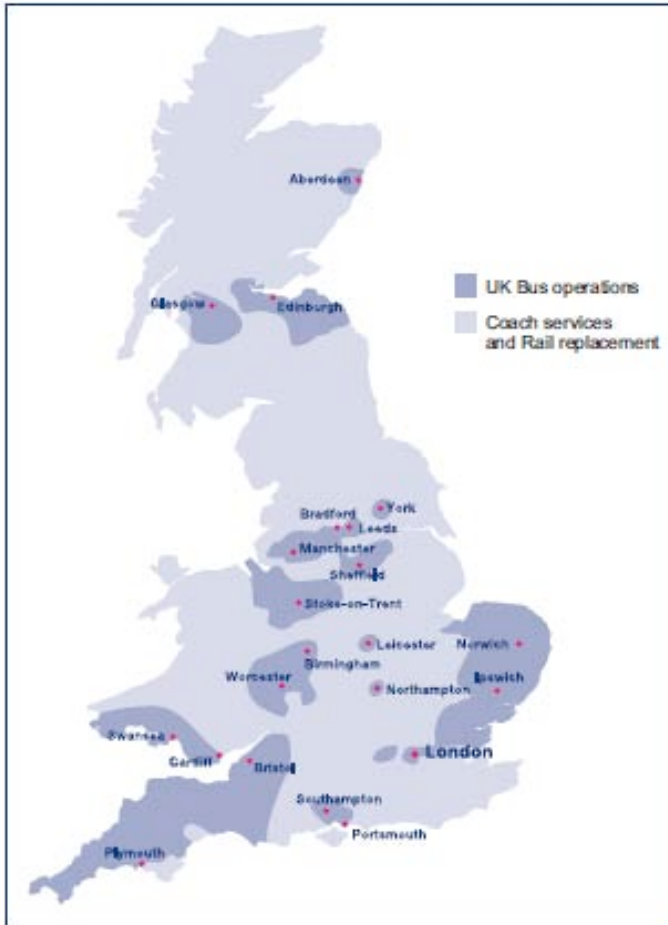 Aberdeen
Glasgow
Edinburgh
UK Bus operations
Coach services
and Rail replacement
York
Bradford
Leeds
Manchester
Sheffield
Stoke-on-Trent
Leicester
Norwich
Birmingham
Worcester
Ipswich
Northampton
Swansea
London
Cardiff
Bristol
Southampton
Portsmouth
Plymouth